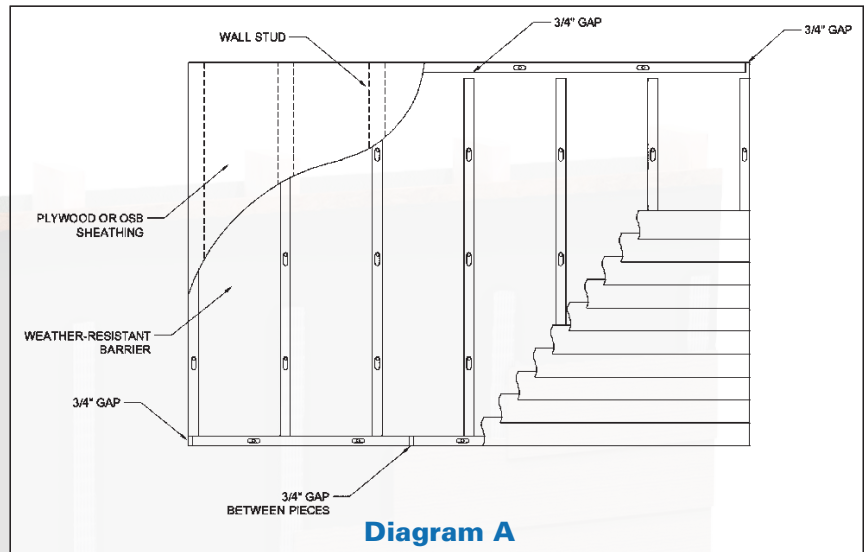 3/4" GAP
3/4" GAP
WALL STUD
PLYWOOD OR OSB
SHEATHING
WEATHER-RESISTANT
BARRIER
3/4" GAP
3/4" GAP
BETWEEN PIECES
Diagram A